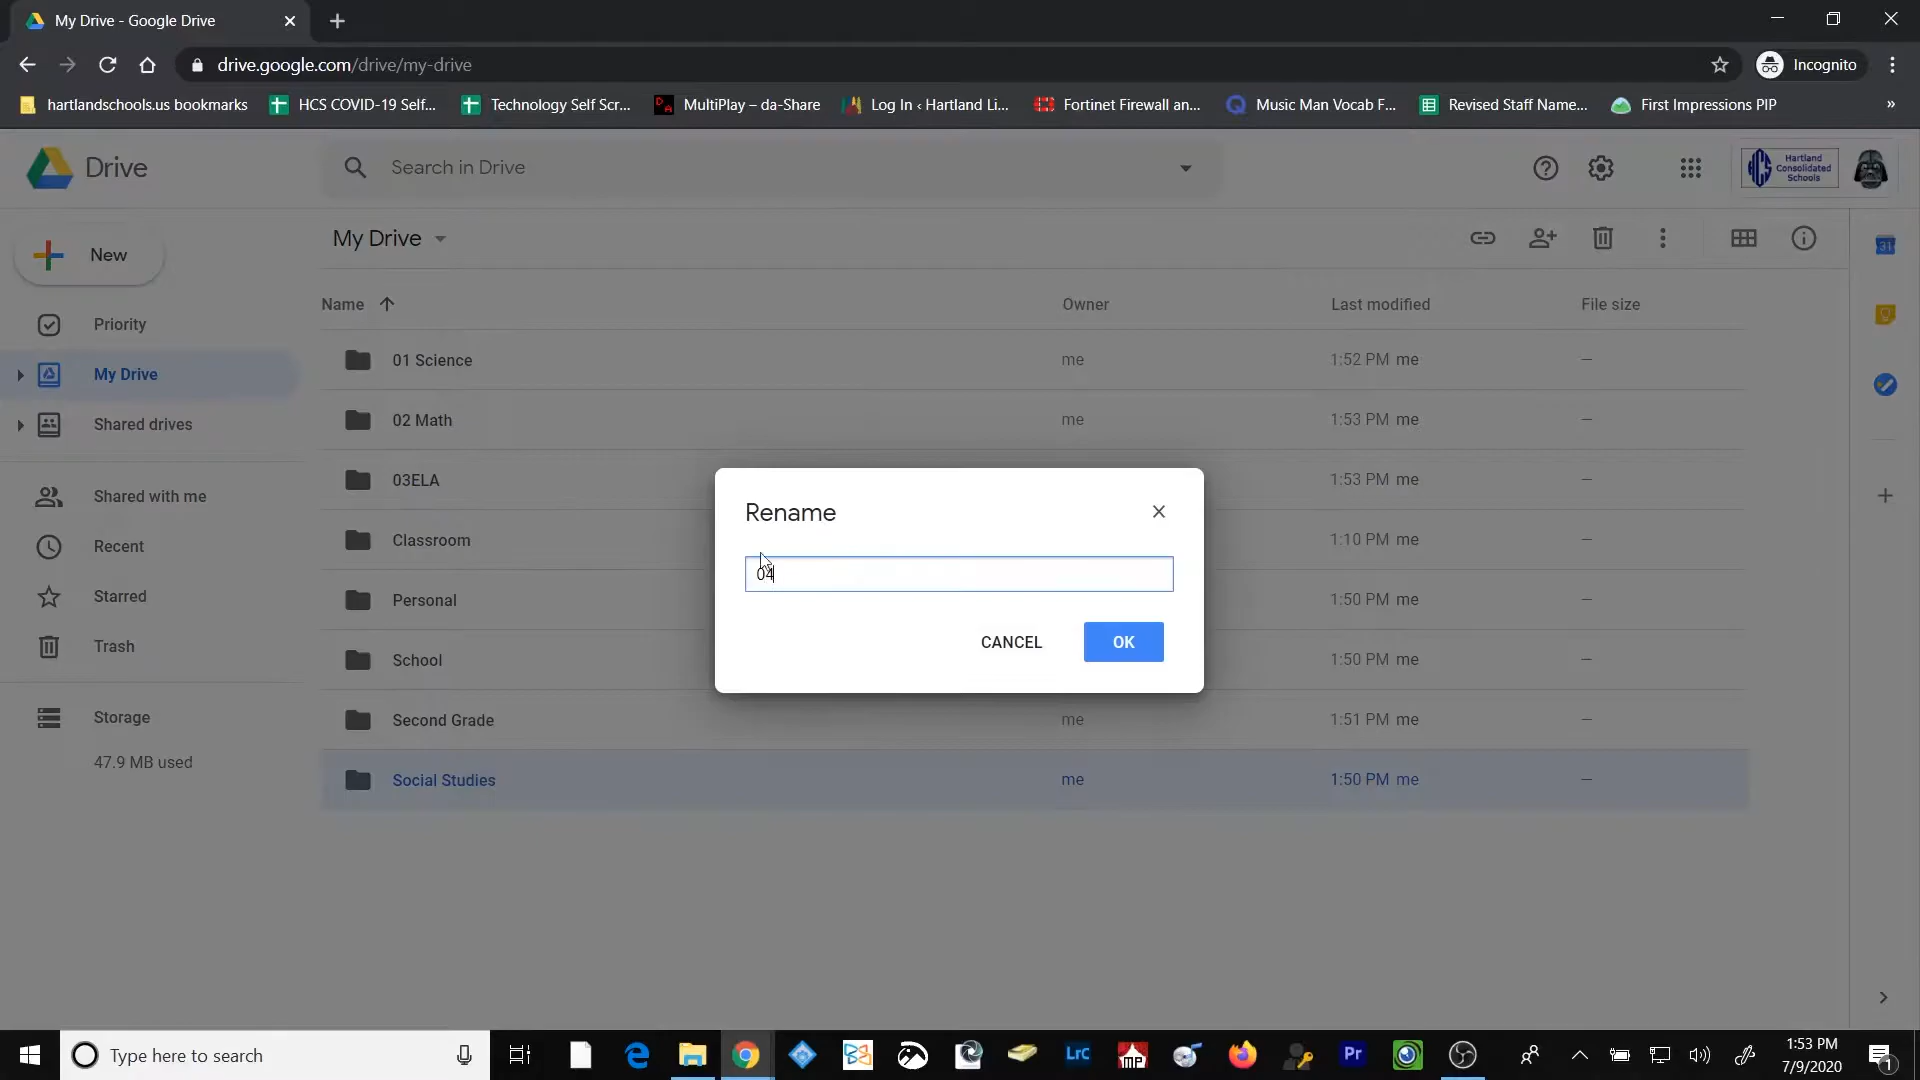 My Drive - Google Drive
drive.google.com/drive/my-drive
Incognito
hartlandschools.us bookmarks
HCS COVID-19 Self...
Technology Self Scr...
MultiPlay – da-Share
Log In ‹ Hartland Li...
Fortinet Firewall an...
Music Man Vocab F...
Revised Staff Name...
First Impressions PIP
»
Drive
Search in Drive
HCS
Hartland
Consolidated
Schools
New
My Drive
31
Name
Owner
Last modified
File size
Priority
My Drive
Shared drives
Shared with me
Recent
Starred
Trash
Storage
47.9 MB used
01 Science me 1:52 PM me —
02 Math me 1:53 PM me —
03ELA 1:53 PM me —
Classroom 1:10 PM me —
Personal 1:50 PM me —
School 1:50 PM me —
Second Grade me 1:51 PM me —
Social Studies me 1:50 PM me —
Rename
04
CANCEL
OK
Type here to search
LrC
MP
Pr
1:53 PM
7/9/2020
1